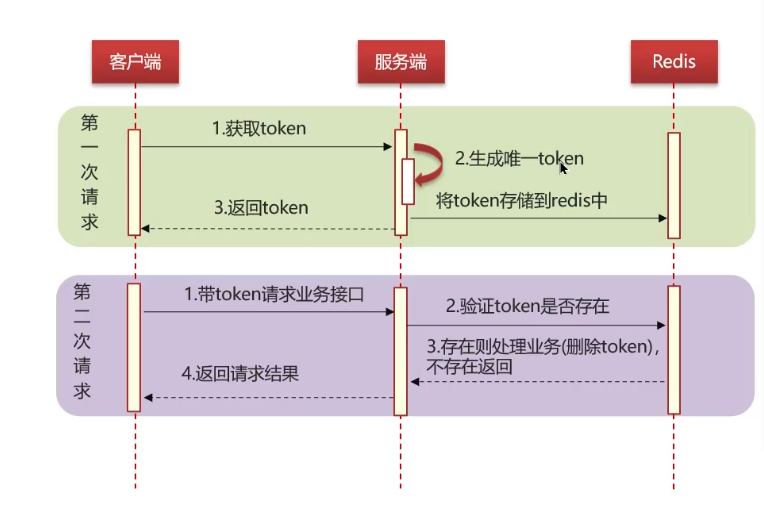 客户端
服务端
Redis
第一次请求
1.获取token
2.生成唯一token
将token存储到redis中
3.返回token
第二次请求
1.带token请求业务接口
2.验证token是否存在
3.存在则处理业务(删除token),
不存在返回
4.返回请求结果